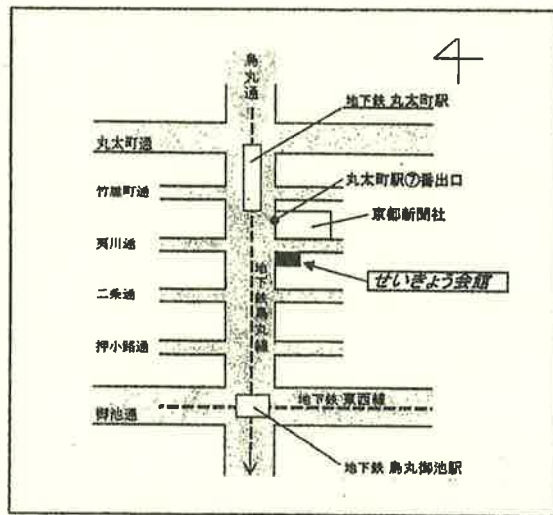 烏丸通
地下鉄 丸太町駅
丸太町通
竹屋町通
丸太町駅⑦番出口
京都新聞社
夷川通
せいきょう会館
地下鉄烏丸線
二条通
押小路通
地下鉄 東西線
御池通
地下鉄 烏丸御池駅